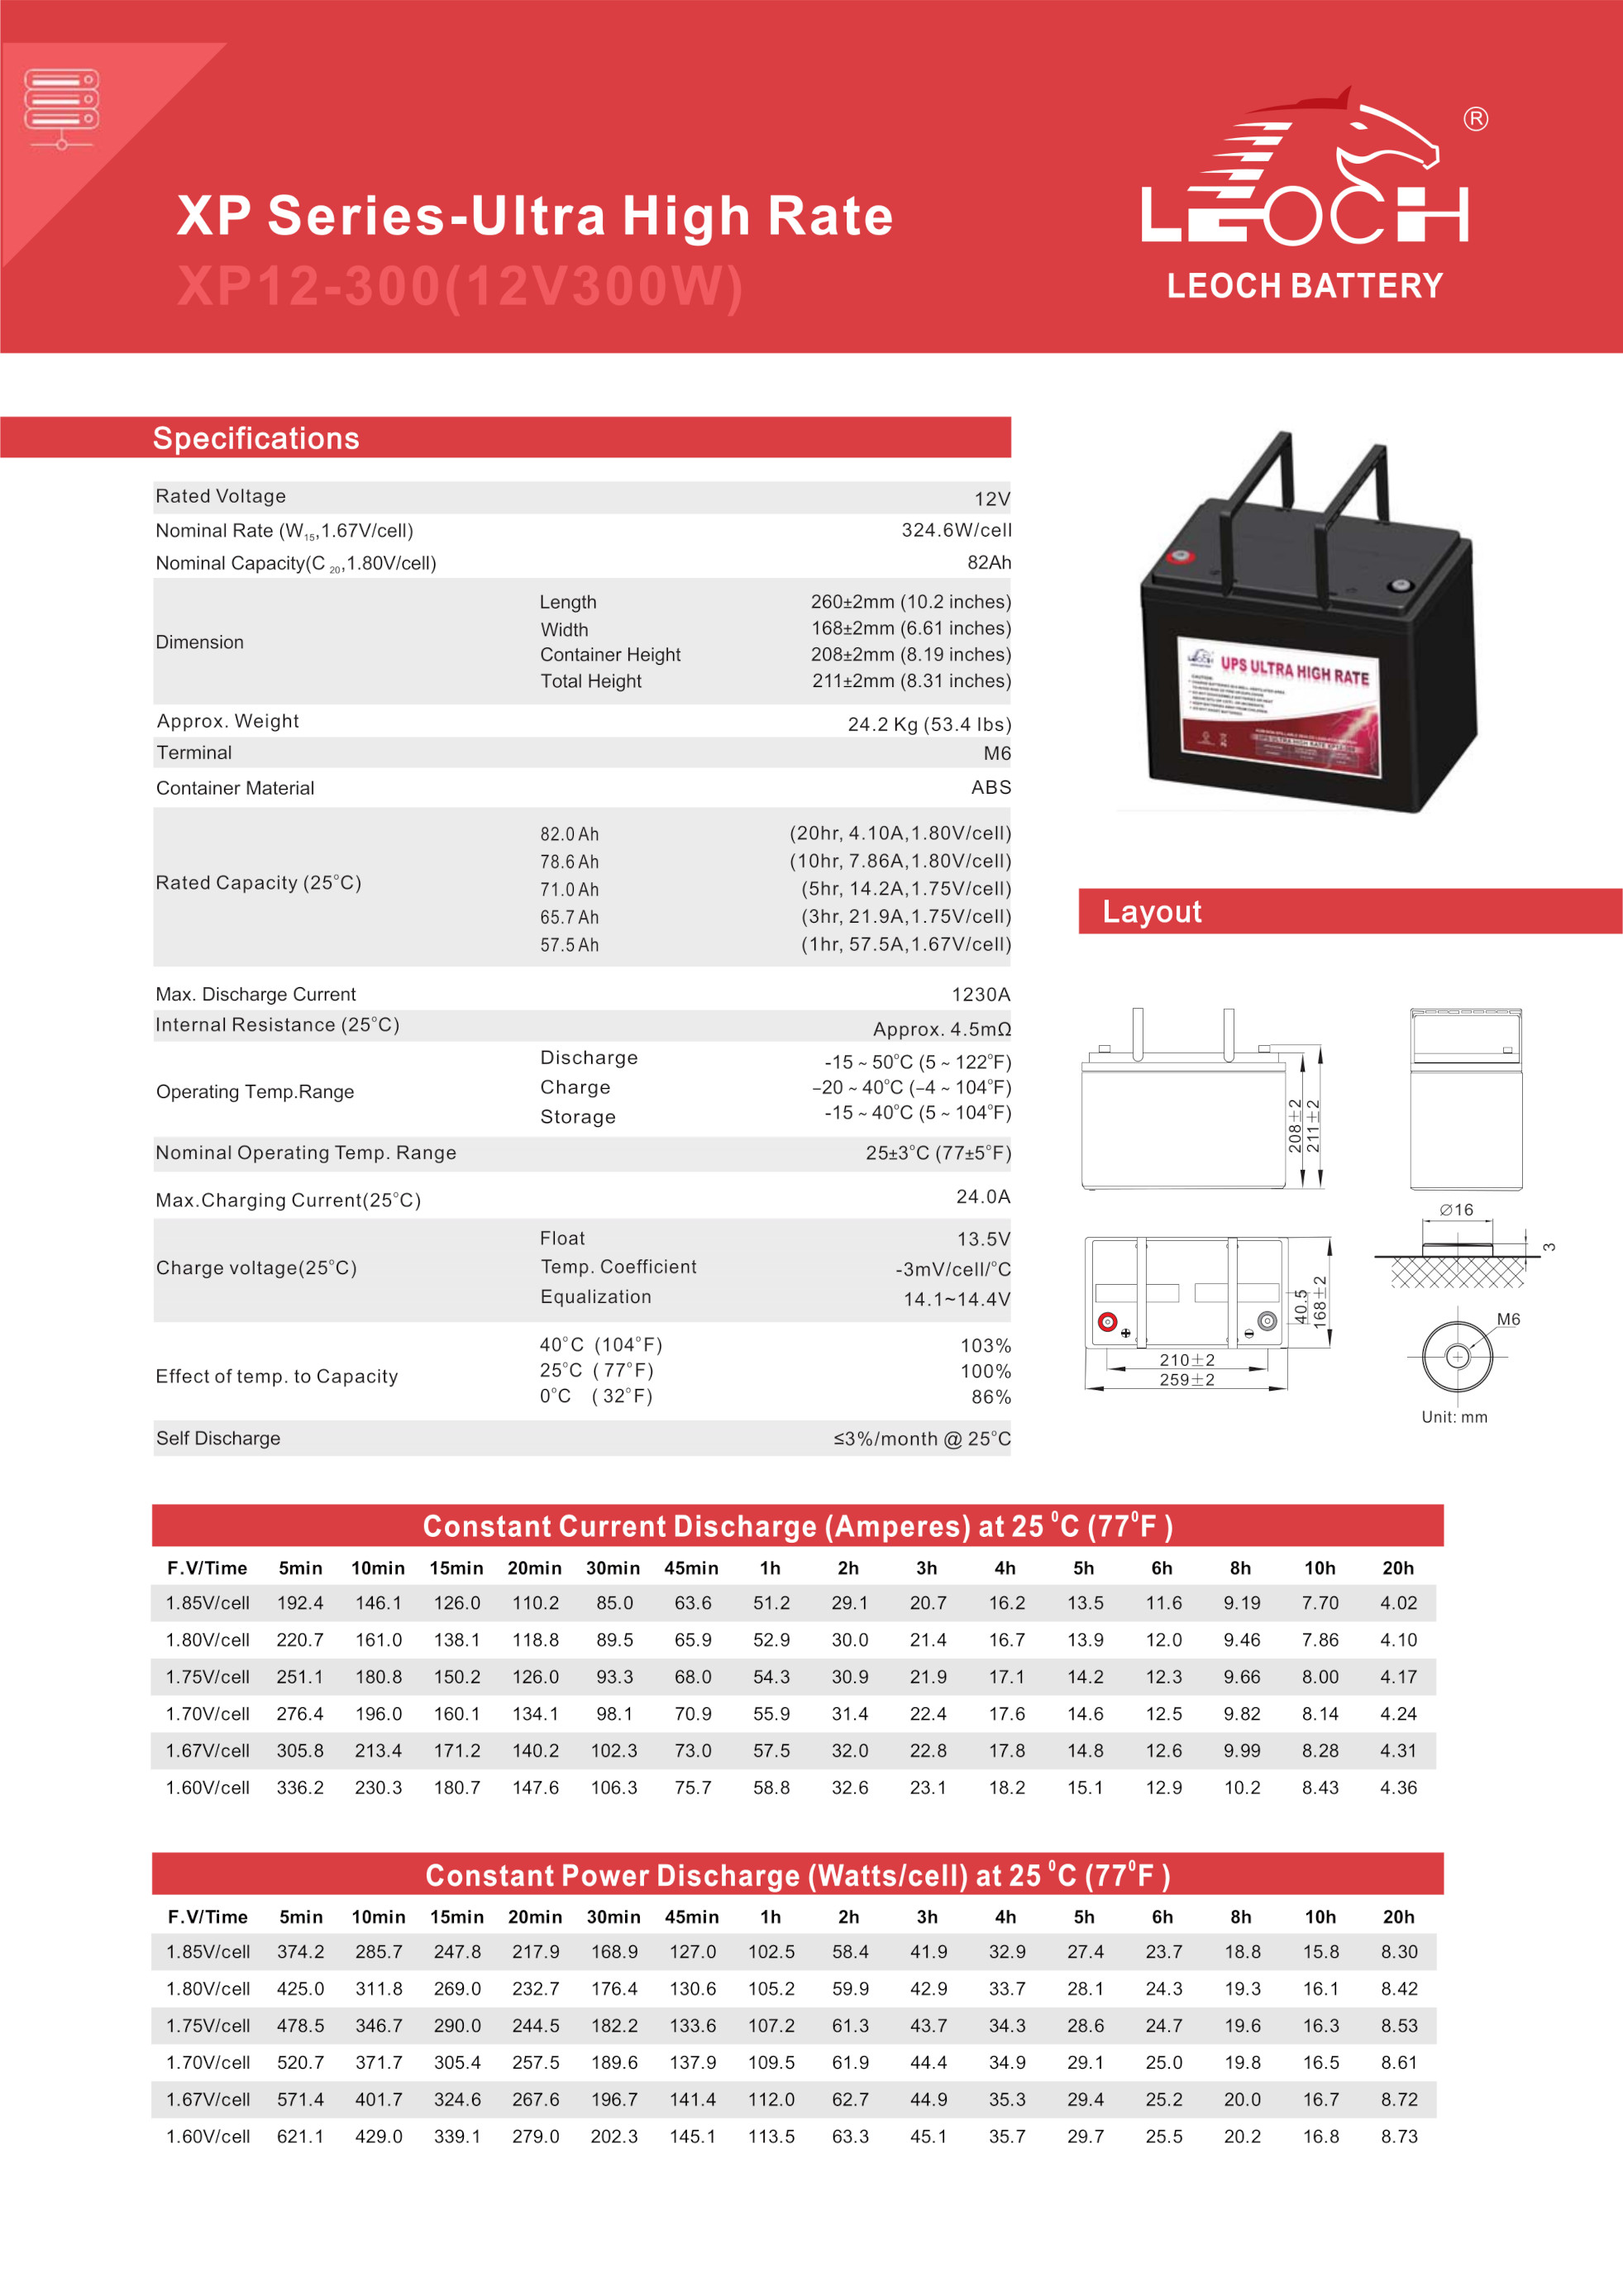 XP Series-Ultra High Rate
XP12-300(12V300W)
®
LEOCH
LEOCH BATTERY
Specifications
Rated Voltage 12V
Nominal Rate (W15,1.67V/cell) 324.6W/cell
Nominal Capacity(C 20,1.80V/cell) 82Ah
Dimension
Length 260±2mm (10.2 inches)
Width 168±2mm (6.61 inches)
Container Height 208±2mm (8.19 inches)
Total Height 211±2mm (8.31 inches)
Approx. Weight 24.2 Kg (53.4 lbs)
Terminal M6
Container Material ABS
Rated Capacity (25°C)
82.0 Ah (20hr, 4.10A,1.80V/cell)
78.6 Ah (10hr, 7.86A,1.80V/cell)
71.0 Ah (5hr, 14.2A,1.75V/cell)
65.7 Ah (3hr, 21.9A,1.75V/cell)
57.5 Ah (1hr, 57.5A,1.67V/cell)
Max. Discharge Current 1230A
Internal Resistance (25°C) Approx. 4.5mΩ
Operating Temp.Range
Discharge -15 ~ 50°C (5 ~ 122°F)
Charge –20 ~ 40°C (–4 ~ 104°F)
Storage -15 ~ 40°C (5 ~ 104°F)
Nominal Operating Temp. Range 25±3°C (77±5°F)
Max.Charging Current(25°C) 24.0A
Charge voltage(25°C)
Float 13.5V
Temp. Coefficient -3mV/cell/°C
Equalization 14.1~14.4V
Effect of temp. to Capacity
40°C (104°F) 103%
25°C ( 77°F) 100%
0°C ( 32°F) 86%
Self Discharge ≤3%/month @ 25°C
LEOCH
UPS ULTRA HIGH RATE
CAUTION:
Layout
208±2
211±2
⌀16
3
40.5
168±2
210±2
259±2
M6
Unit: mm
Constant Current Discharge (Amperes) at 25 ⁰C (77⁰F )
F.V/Time 5min 10min 15min 20min 30min 45min 1h 2h 3h 4h 5h 6h 8h 10h 20h
1.85V/cell 192.4 146.1 126.0 110.2 85.0 63.6 51.2 29.1 20.7 16.2 13.5 11.6 9.19 7.70 4.02
1.80V/cell 220.7 161.0 138.1 118.8 89.5 65.9 52.9 30.0 21.4 16.7 13.9 12.0 9.46 7.86 4.10
1.75V/cell 251.1 180.8 150.2 126.0 93.3 68.0 54.3 30.9 21.9 17.1 14.2 12.3 9.66 8.00 4.17
1.70V/cell 276.4 196.0 160.1 134.1 98.1 70.9 55.9 31.4 22.4 17.6 14.6 12.5 9.82 8.14 4.24
1.67V/cell 305.8 213.4 171.2 140.2 102.3 73.0 57.5 32.0 22.8 17.8 14.8 12.6 9.99 8.28 4.31
1.60V/cell 336.2 230.3 180.7 147.6 106.3 75.7 58.8 32.6 23.1 18.2 15.1 12.9 10.2 8.43 4.36
Constant Power Discharge (Watts/cell) at 25 ⁰C (77⁰F )
F.V/Time 5min 10min 15min 20min 30min 45min 1h 2h 3h 4h 5h 6h 8h 10h 20h
1.85V/cell 374.2 285.7 247.8 217.9 168.9 127.0 102.5 58.4 41.9 32.9 27.4 23.7 18.8 15.8 8.30
1.80V/cell 425.0 311.8 269.0 232.7 176.4 130.6 105.2 59.9 42.9 33.7 28.1 24.3 19.3 16.1 8.42
1.75V/cell 478.5 346.7 290.0 244.5 182.2 133.6 107.2 61.3 43.7 34.3 28.6 24.7 19.6 16.3 8.53
1.70V/cell 520.7 371.7 305.4 257.5 189.6 137.9 109.5 61.9 44.4 34.9 29.1 25.0 19.8 16.5 8.61
1.67V/cell 571.4 401.7 324.6 267.6 196.7 141.4 112.0 62.7 44.9 35.3 29.4 25.2 20.0 16.7 8.72
1.60V/cell 621.1 429.0 339.1 279.0 202.3 145.1 113.5 63.3 45.1 35.7 29.7 25.5 20.2 16.8 8.73